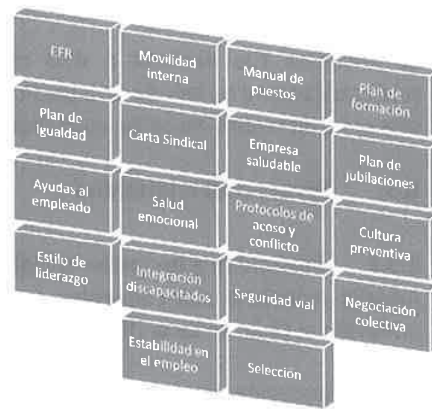 EFR
Movilidad
interna
Manual de
puestos
Plan de
formación
Plan de
Igualdad
Carta Sindical
Empresa
saludable
Plan de
jubilaciones
Ayudas al
empleado
Salud
emocional
Protocolos de
acoso y
conflicto
Cultura
preventiva
Estilo de
liderazgo
Integración
discapacitados
Seguridad vial
Negociación
colectiva
Estabilidad en
el empleo
Selección